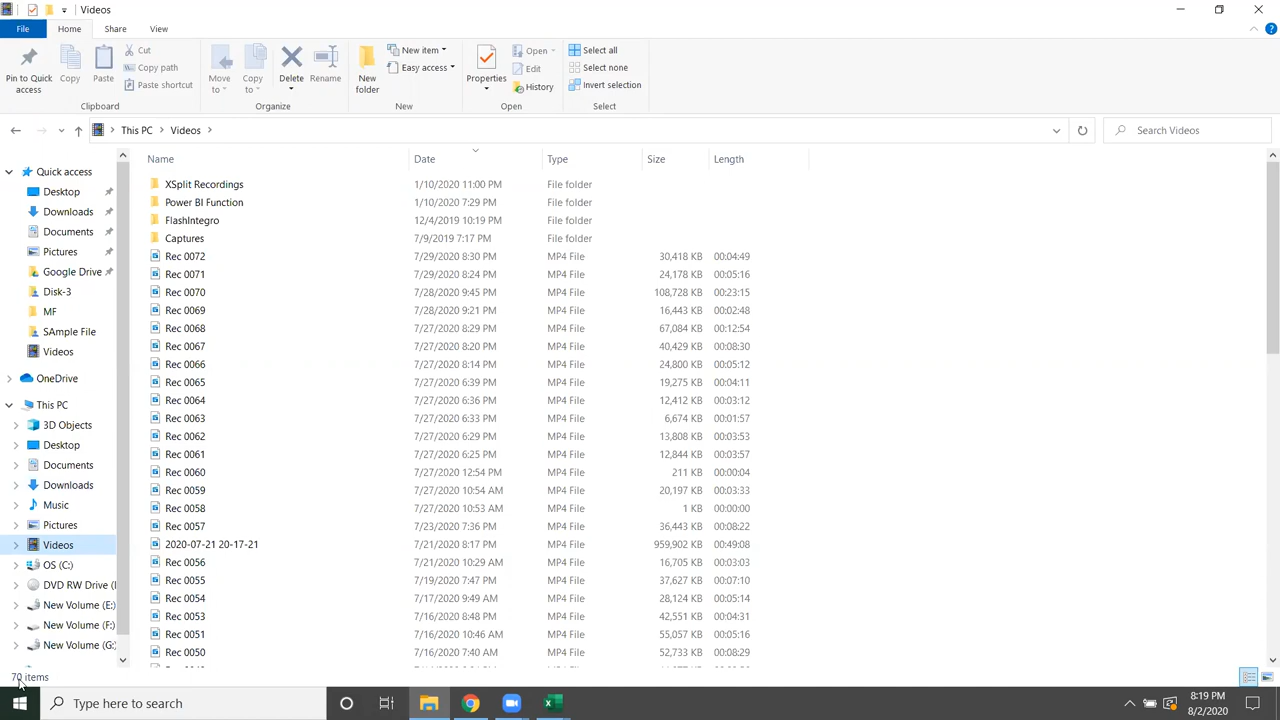 Videos
File Home Share View
Pin to Quick access Copy Paste Cut Copy path Paste shortcut Move to Copy to Delete Rename New folder New item Easy access Properties Open Edit History Select all Select none Invert selection
Clipboard Organize New Open Select
This PC Videos Search Videos
Name Date Type Size Length
Quick access
Desktop
Downloads
Documents
Pictures
Google Drive
Disk-3
MF
SAmple File
Videos
OneDrive
This PC
3D Objects
Desktop
Documents
Downloads
Music
Pictures
Videos
OS (C:)
DVD RW Drive (
New Volume (E:)
New Volume (F:)
New Volume (G:
XSplit Recordings 1/10/2020 11:00 PM File folder
Power BI Function 1/10/2020 7:29 PM File folder
FlashIntegro 12/4/2019 10:19 PM File folder
Captures 7/9/2019 7:17 PM File folder
Rec 0072 7/29/2020 8:30 PM MP4 File 30,418 KB 00:04:49
Rec 0071 7/29/2020 8:24 PM MP4 File 24,178 KB 00:05:16
Rec 0070 7/28/2020 9:45 PM MP4 File 108,728 KB 00:23:15
Rec 0069 7/28/2020 9:21 PM MP4 File 16,443 KB 00:02:48
Rec 0068 7/27/2020 8:29 PM MP4 File 67,084 KB 00:12:54
Rec 0067 7/27/2020 8:20 PM MP4 File 40,429 KB 00:08:30
Rec 0066 7/27/2020 8:14 PM MP4 File 24,800 KB 00:05:12
Rec 0065 7/27/2020 6:39 PM MP4 File 19,275 KB 00:04:11
Rec 0064 7/27/2020 6:36 PM MP4 File 12,412 KB 00:03:12
Rec 0063 7/27/2020 6:33 PM MP4 File 6,674 KB 00:01:57
Rec 0062 7/27/2020 6:29 PM MP4 File 13,808 KB 00:03:53
Rec 0061 7/27/2020 6:25 PM MP4 File 12,844 KB 00:03:57
Rec 0060 7/27/2020 12:54 PM MP4 File 211 KB 00:00:04
Rec 0059 7/27/2020 10:54 AM MP4 File 20,197 KB 00:03:33
Rec 0058 7/27/2020 10:53 AM MP4 File 1 KB 00:00:00
Rec 0057 7/23/2020 7:36 PM MP4 File 36,443 KB 00:08:22
2020-07-21 20-17-21 7/21/2020 8:17 PM MP4 File 959,902 KB 00:49:08
Rec 0056 7/21/2020 10:29 AM MP4 File 16,705 KB 00:03:03
Rec 0055 7/19/2020 7:47 PM MP4 File 37,627 KB 00:07:10
Rec 0054 7/17/2020 9:49 AM MP4 File 28,124 KB 00:05:14
Rec 0053 7/16/2020 8:48 PM MP4 File 42,551 KB 00:04:31
Rec 0051 7/16/2020 10:46 AM MP4 File 55,057 KB 00:05:16
Rec 0050 7/16/2020 7:40 AM MP4 File 52,733 KB 00:08:29
70 items
Type here to search
8:19 PM
8/2/2020